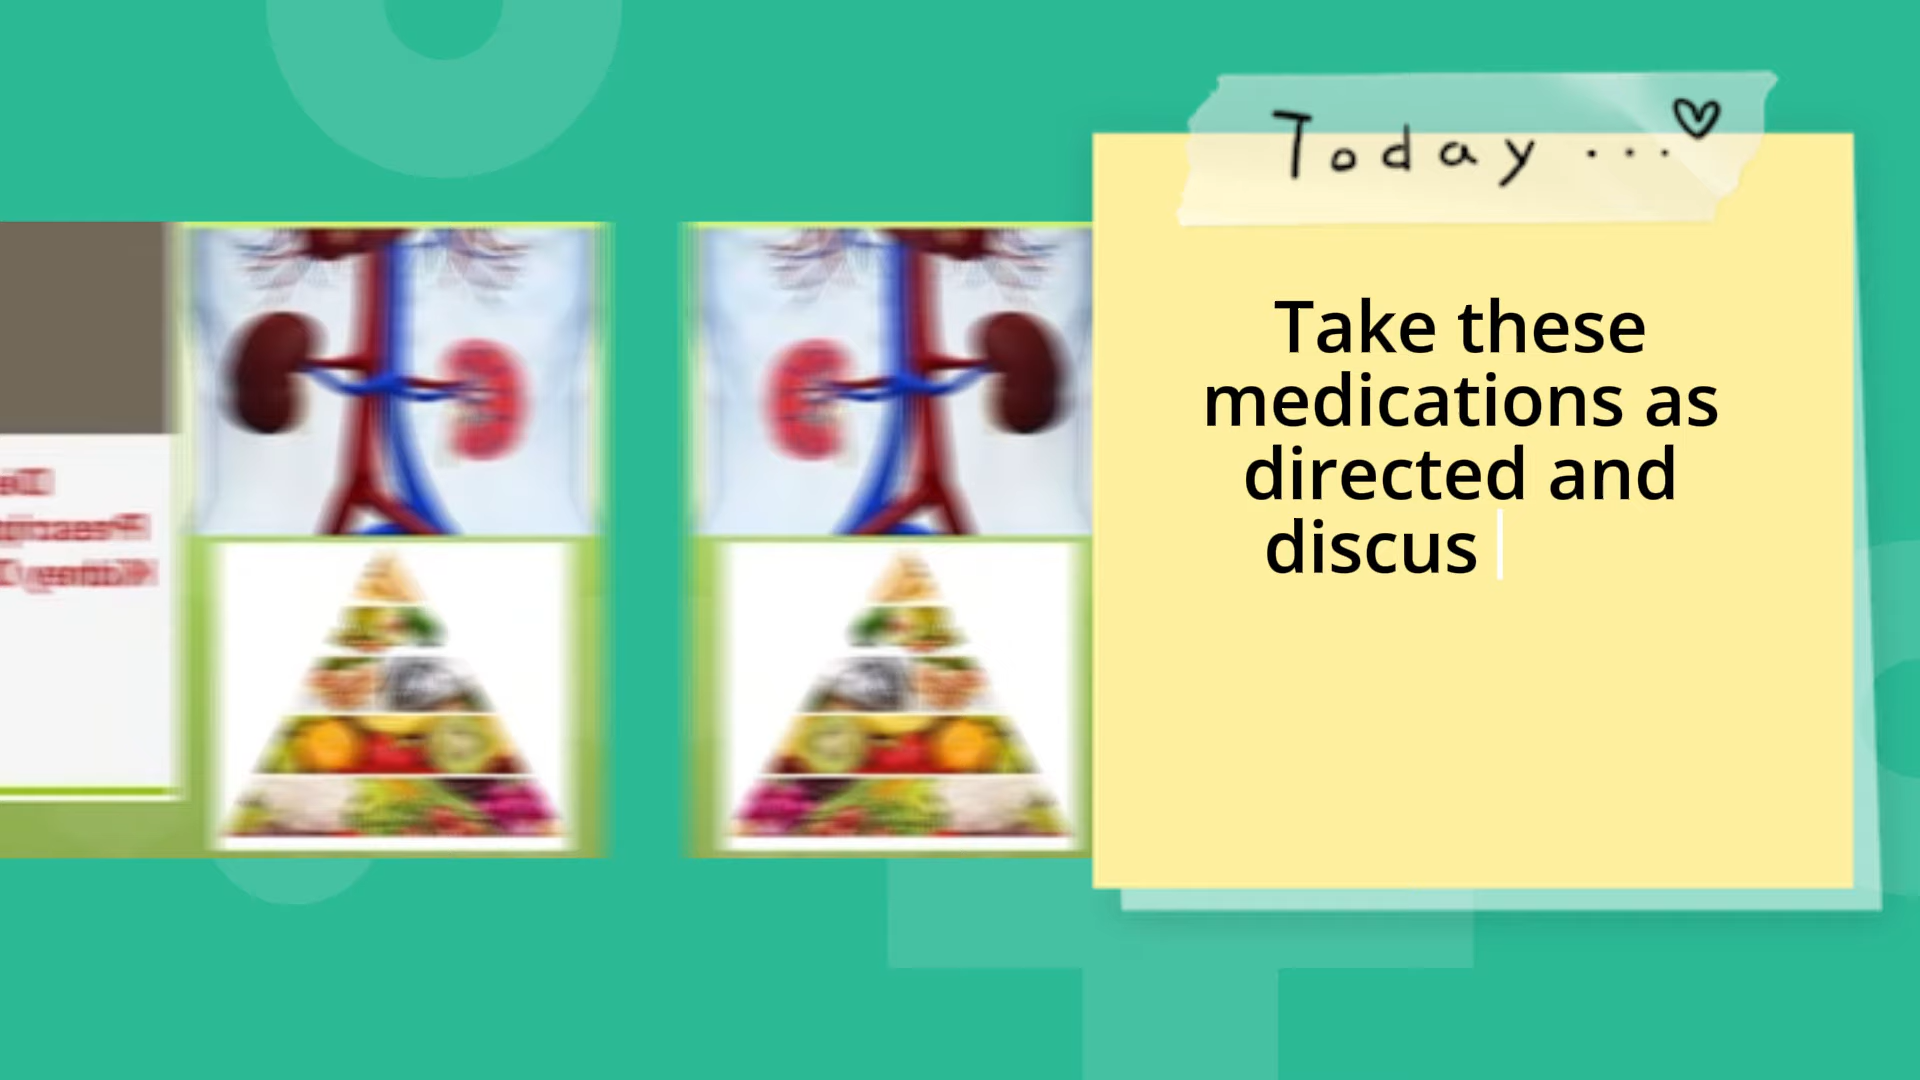 Today ...
Take these
medications as
directed and
discus